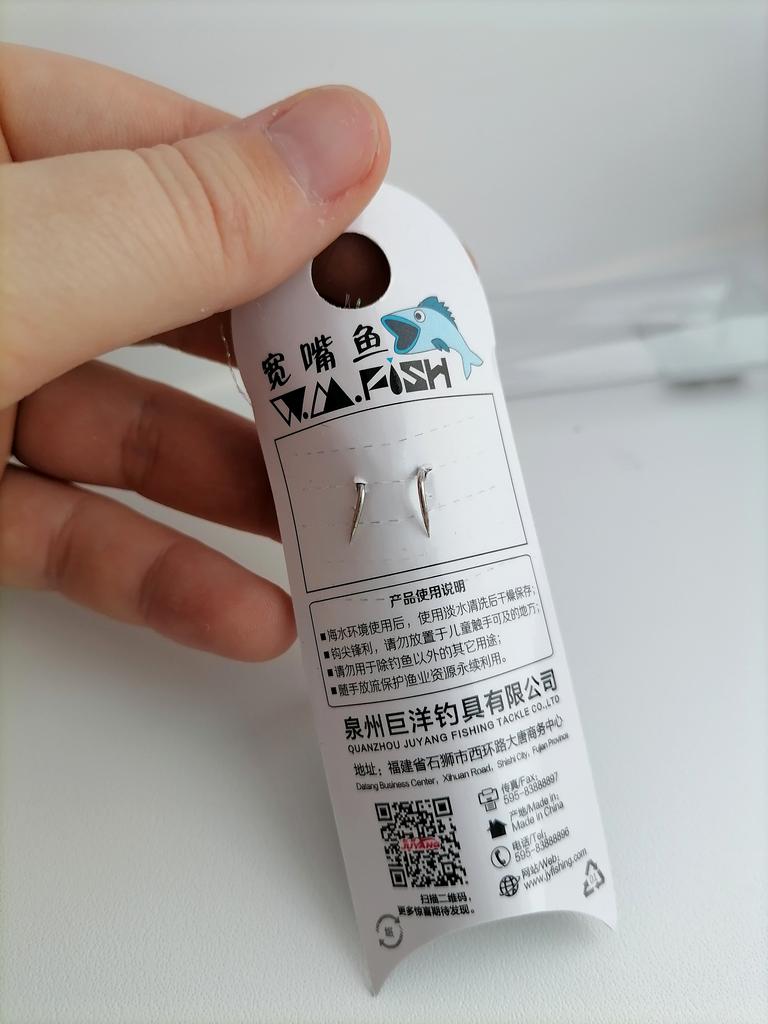 宽嘴鱼
W.M.FiSH
产品使用说明
■海水环境使用后，使用淡水清洗后干燥保存；
■钩尖锋利，请勿放置于儿童触手可及的地方；
■请勿用于除钓鱼以外的其它用途；
■随手放流保护渔业资源永续利用。
泉州巨洋钓具有限公司
QUANZHOU JUYANG FISHING TACKLE CO.,LTD
地址：福建省石狮市西环路大唐商务中心
Datang Business Center, Xihuan Road, Shishi City, Fujian Province
传真/Fax:
595-83888897
产地/Made in:
Made in China
电话/Tel:
595-83888896
网站/Web:
www.jyfishing.com
JUYANG
扫描二维码，
更多惊喜期待发现。
纸